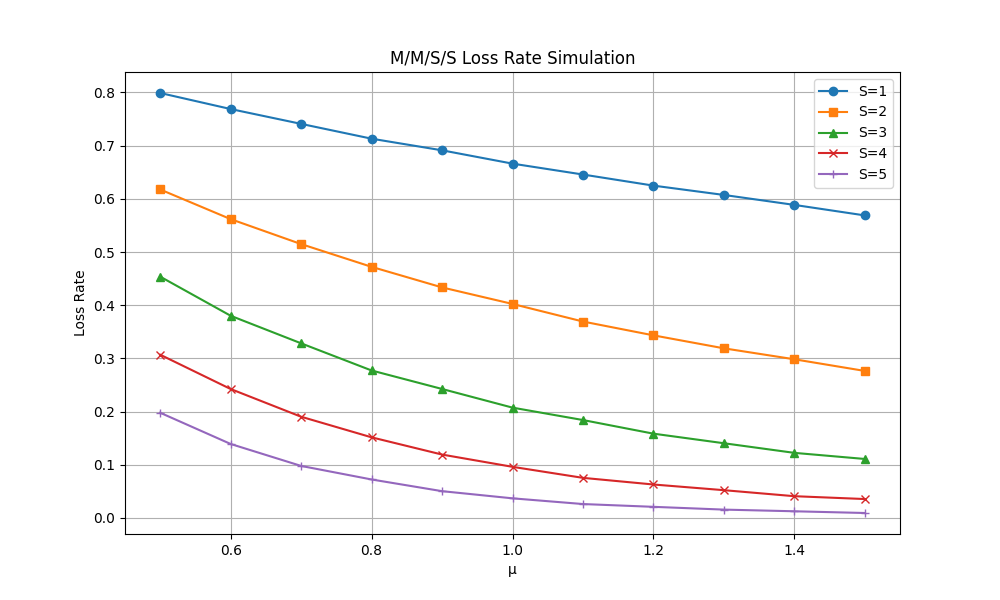 M/M/S/S Loss Rate Simulation
S=1
S=2
S=3
S=4
S=5
Loss Rate
0.8
0.7
0.6
0.5
0.4
0.3
0.2
0.1
0.0
0.6 0.8 1.0 1.2 1.4
μ